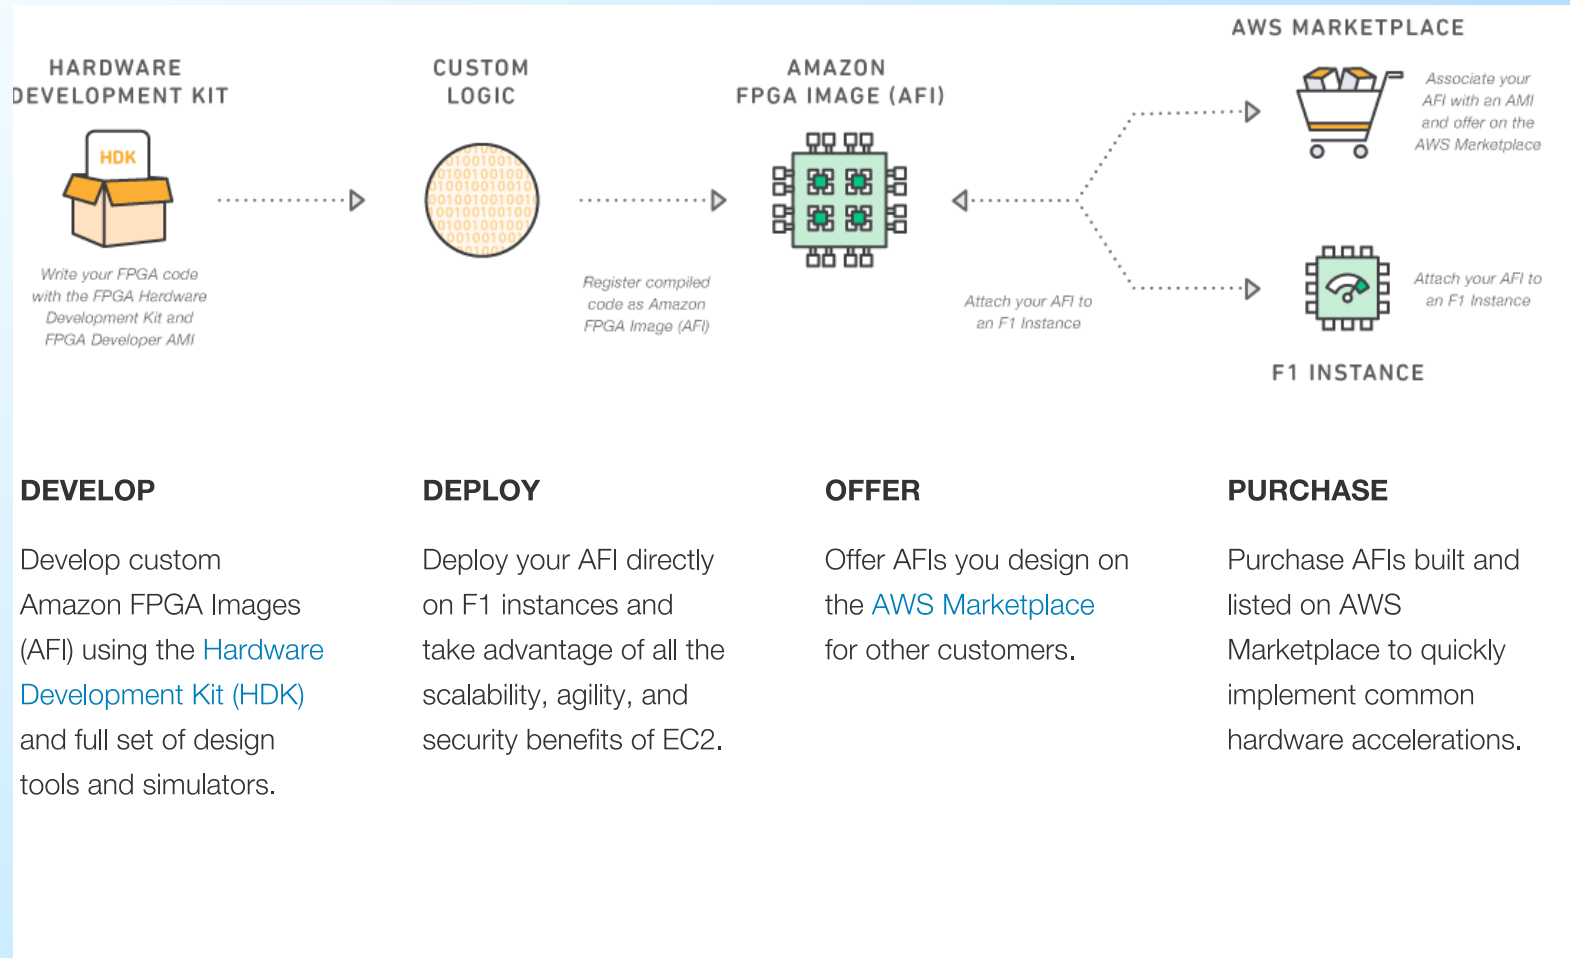 HARDWARE
DEVELOPMENT KIT
HDK
Write your FPGA code
with the FPGA Hardware
Development Kit and
FPGA Developer AMI
CUSTOM
LOGIC
Register compiled
code as Amazon
FPGA Image (AFI)
AMAZON
FPGA IMAGE (AFI)
Attach your AFI to
an F1 Instance
AWS MARKETPLACE
Associate your
AFI with an AMI
and offer on the
AWS Marketplace
Attach your AFI to
an F1 Instance
F1 INSTANCE
DEVELOP
Develop custom
Amazon FPGA Images
(AFI) using the Hardware
Development Kit (HDK)
and full set of design
tools and simulators.
DEPLOY
Deploy your AFI directly
on F1 instances and
take advantage of all the
scalability, agility, and
security benefits of EC2.
OFFER
Offer AFIs you design on
the AWS Marketplace
for other customers.
PURCHASE
Purchase AFIs built and
listed on AWS
Marketplace to quickly
implement common
hardware accelerations.